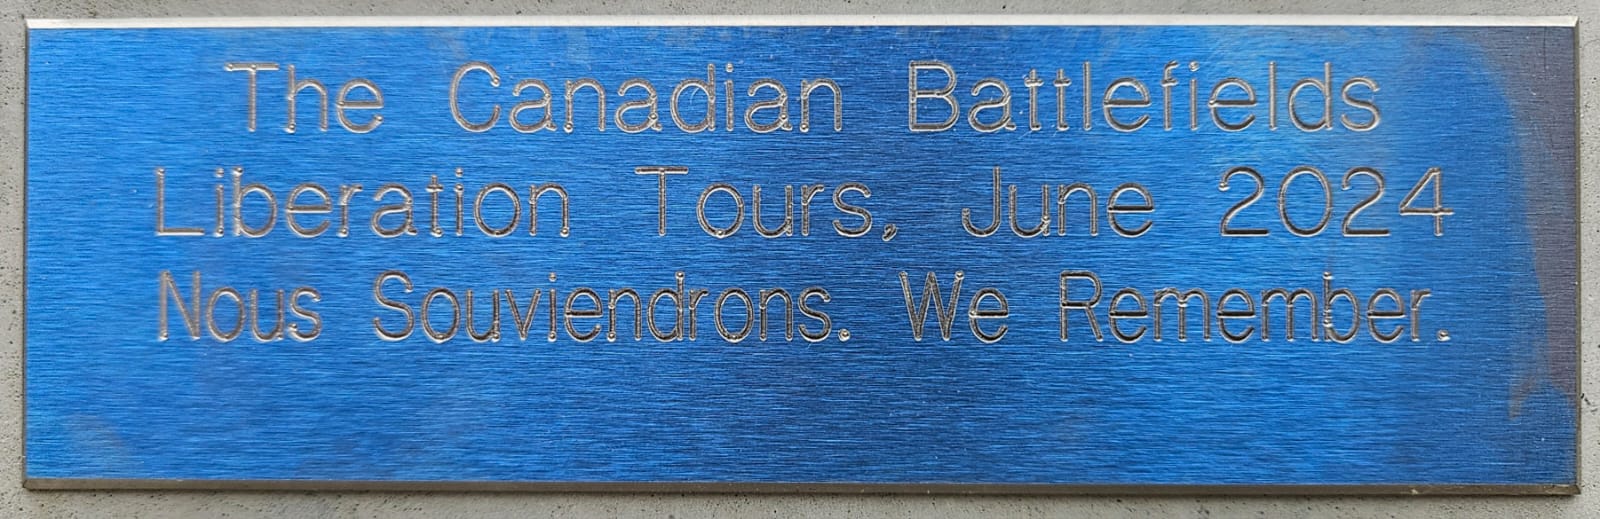 The Canadian Battlefields
Liberation Tours, June 2024
Nous Souviendrons. We Remember.